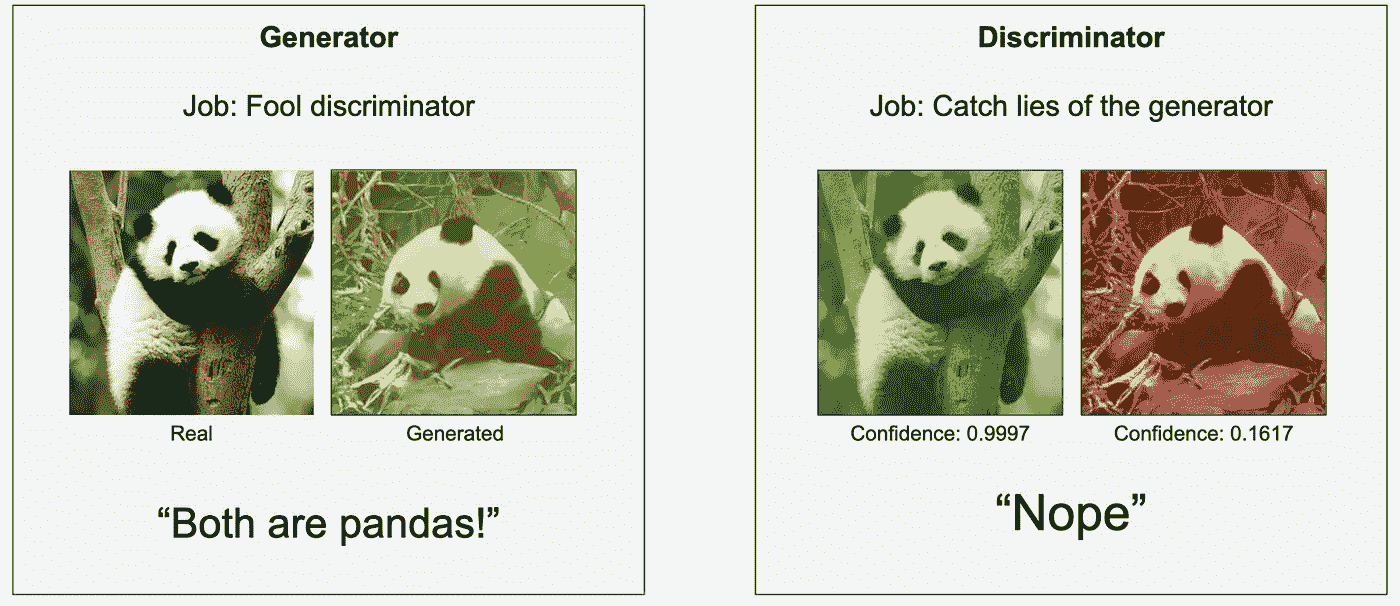 Generator
Job: Fool discriminator
Real
Generated
“Both are pandas!”
Discriminator
Job: Catch lies of the generator
Confidence: 0.9997
Confidence: 0.1617
“Nope”